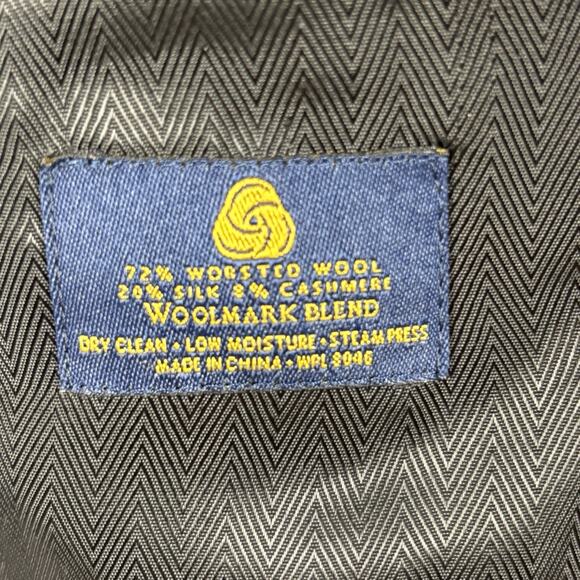 72% WORSTED WOOL
20% SILK 8% CASHMERE
WOOLMARK BLEND
DRY CLEAN • LOW MOISTURE • STEAM PRESS
MADE IN CHINA • WPL 8046